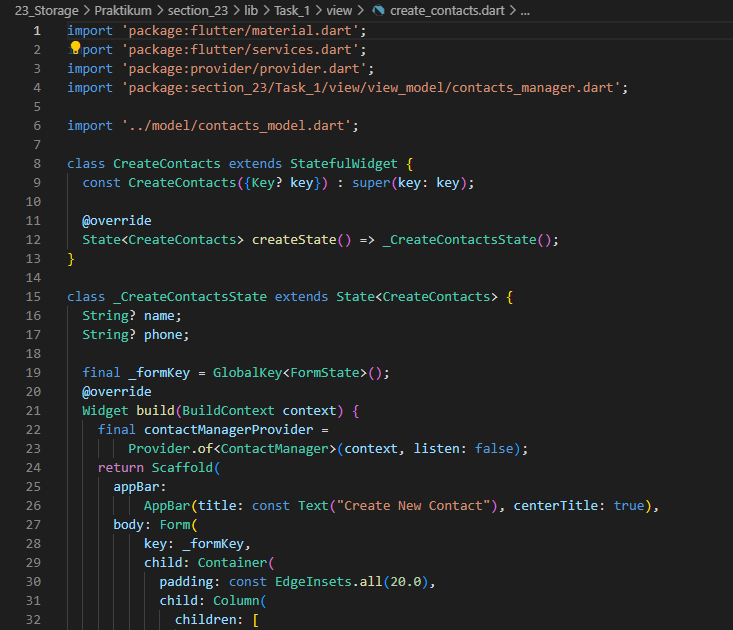 23_Storage > Praktikum > section_23 > lib > Task_1 > view > create_contacts.dart > ...
1 import 'package:flutter/material.dart';
2 import 'package:flutter/services.dart';
3 import 'package:provider/provider.dart';
4 import 'package:section_23/Task_1/view/view_model/contacts_manager.dart';
5
6 import '../model/contacts_model.dart';
7
8 class CreateContacts extends StatefulWidget {
9 const CreateContacts({Key? key}) : super(key: key);
10
11 @override
12 State<CreateContacts> createState() => _CreateContactsState();
13 }
14
15 class _CreateContactsState extends State<CreateContacts> {
16 String? name;
17 String? phone;
18
19 final _formKey = GlobalKey<FormState>();
20 @override
21 Widget build(BuildContext context) {
22 final contactManagerProvider =
23 Provider.of<ContactManager>(context, listen: false);
24 return Scaffold(
25 appBar:
26 AppBar(title: const Text("Create New Contact"), centerTitle: true),
27 body: Form(
28 key: _formKey,
29 child: Container(
30 padding: const EdgeInsets.all(20.0),
31 child: Column(
32 children: [